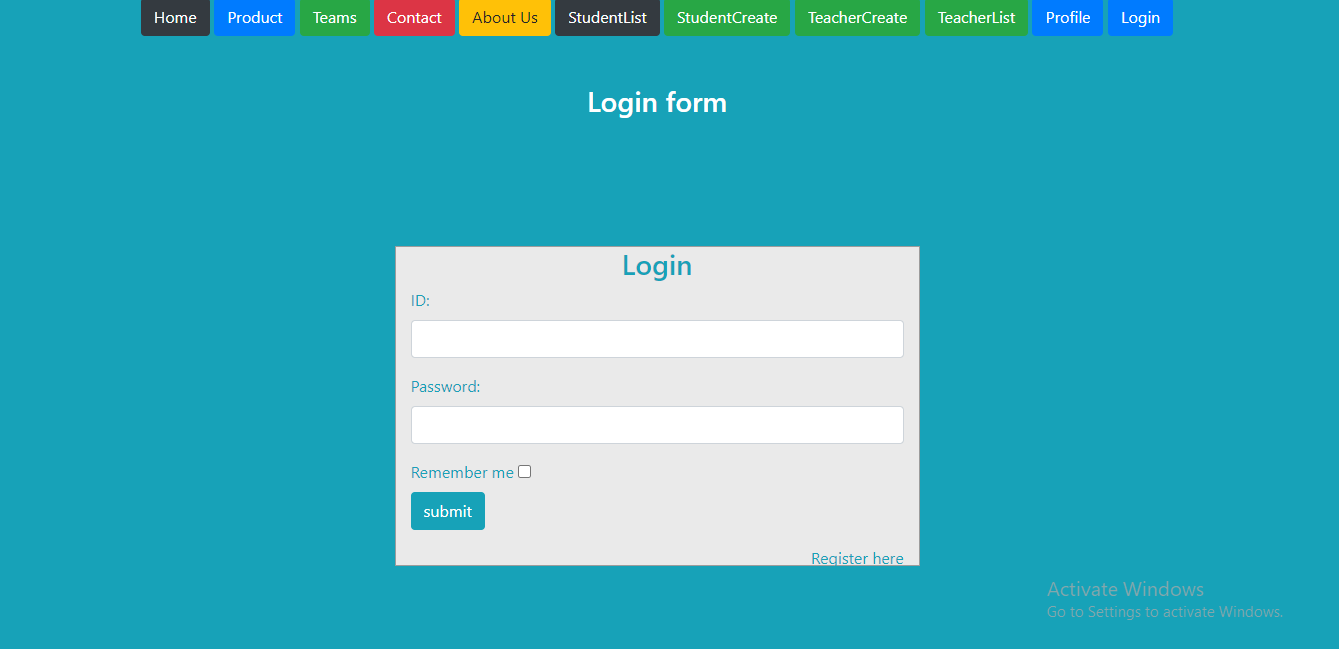 Home Product Teams Contact About Us StudentList StudentCreate TeacherCreate TeacherList Profile Login
Login form
Login
ID:
Password:
Remember me
submit
Register here
Activate Windows
Go to Settings to activate Windows.